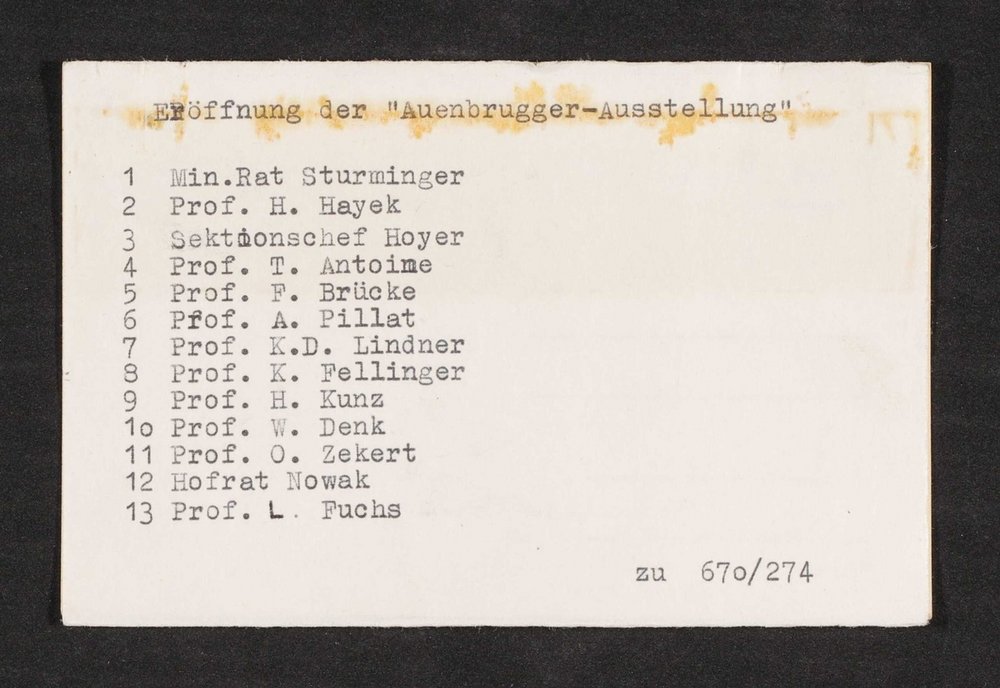 Eröffnung der "Auenbrugger-Ausstellung"
1 Min.Rat Sturminger
2 Prof. H. Hayek
3 Sektionschef Hoyer
4 Prof. T. Antoine
5 Prof. F. Brücke
6 Prof. A. Pillat
7 Prof. K.D. Lindner
8 Prof. K. Fellinger
9 Prof. H. Kunz
1o Prof. W. Denk
11 Prof. O. Zekert
12 Hofrat Nowak
13 Prof. L. Fuchs
zu 67o/274